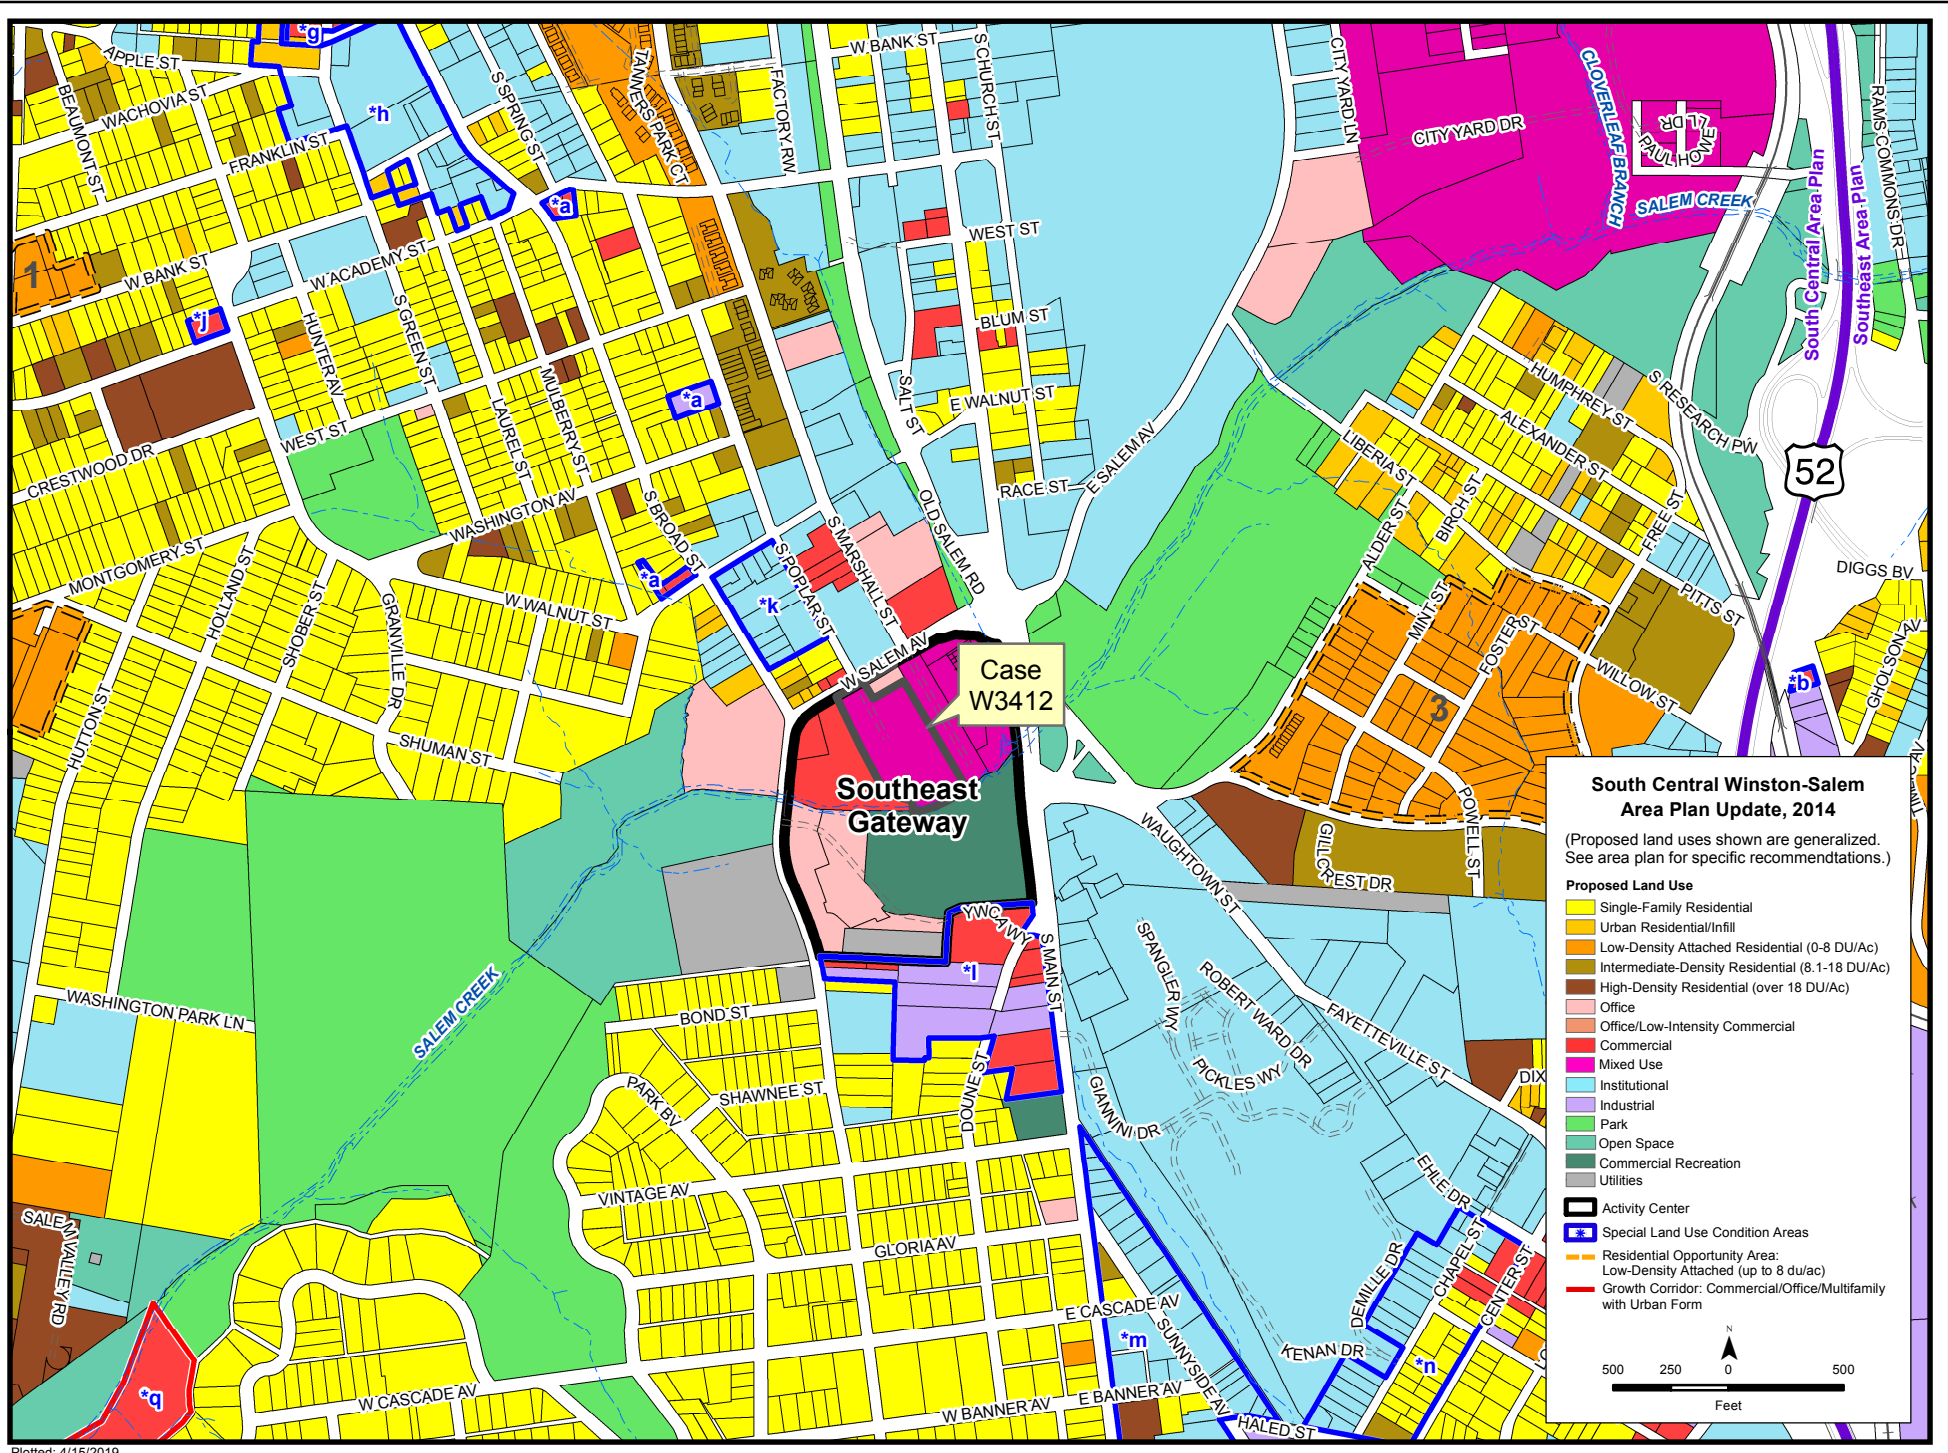 *g
APPLE ST
WACHOVIA ST
BEAUMONT ST
FRANKLIN ST
*h
S SPRING ST
TANNERS PARK CT
FACTORY RW
W BANK ST
S CHURCH ST
CITY YARD LN
CITY YARD DR
CLOVERLEAF BRANCH
PAUL HOWELL DR
SALEM CREEK
South Central Area Plan
Southeast Area Plan
RAMS COMMONS DR
*a
1
W BANK ST
W ACADEMY ST
S GREEN ST
HUNTER AV
*j
WEST ST
BLUM ST
SALT ST
E WALNUT ST
MULBERRY ST
LAUREL ST
*a
WEST ST
CRESTWOOD DR
WASHINGTON AV
S BROAD ST
RACE ST
E SALEM AV
OLD SALEM RD
S MARSHALL ST
HUMPHREY ST
S RESEARCH PW
ALEXANDER ST
LIBERIA ST
BIRCH ST
ALDER ST
FREE ST
52
DIGGS BV
MONTGOMERY ST
HOLLAND ST
SHOBER ST
GRANVILLE DR
W WALNUT ST
*a
*k
S POPLAR ST
W SALEM AV
Case
W3412
MINT ST
FOSTER ST
PITTS ST
WILLOW ST
3
GHOLSON AV
*b
HUTTON ST
SHUMAN ST
Southeast
Gateway
WAUGHTOWN ST
POWELL ST
GILLCREST DR
YWCA WY
S MAIN ST
*l
SPANGLER WY
ROBERT WARD DR
FAYETTEVILLE ST
PICKLES WY
GIANNINI DR
DIX
WASHINGTON PARK LN
SALEM CREEK
BOND ST
SHAWNEE ST
PARK BV
DOUNE ST
VINTAGE AV
GLORIA AV
SALEM VALLEY RD
EHLE DR
CHAPEL ST
CENTER ST
DEMILLE DR
E CASCADE AV
SUNNYSIDE AV
*m
KENAN DR
*n
*q
W CASCADE AV
W BANNER AV
E BANNER AV
HALED ST
South Central Winston-Salem
Area Plan Update, 2014
(Proposed land uses shown are generalized.
See area plan for specific recommendtations.)
Proposed Land Use
Single-Family Residential
Urban Residential/Infill
Low-Density Attached Residential (0-8 DU/Ac)
Intermediate-Density Residential (8.1-18 DU/Ac)
High-Density Residential (over 18 DU/Ac)
Office
Office/Low-Intensity Commercial
Commercial
Mixed Use
Institutional
Industrial
Park
Open Space
Commercial Recreation
Utilities
Activity Center
* Special Land Use Condition Areas
Residential Opportunity Area:
Low-Density Attached (up to 8 du/ac)
Growth Corridor: Commercial/Office/Multifamily
with Urban Form
N
500 250 0 500
Feet
Plotted: 4/15/2019